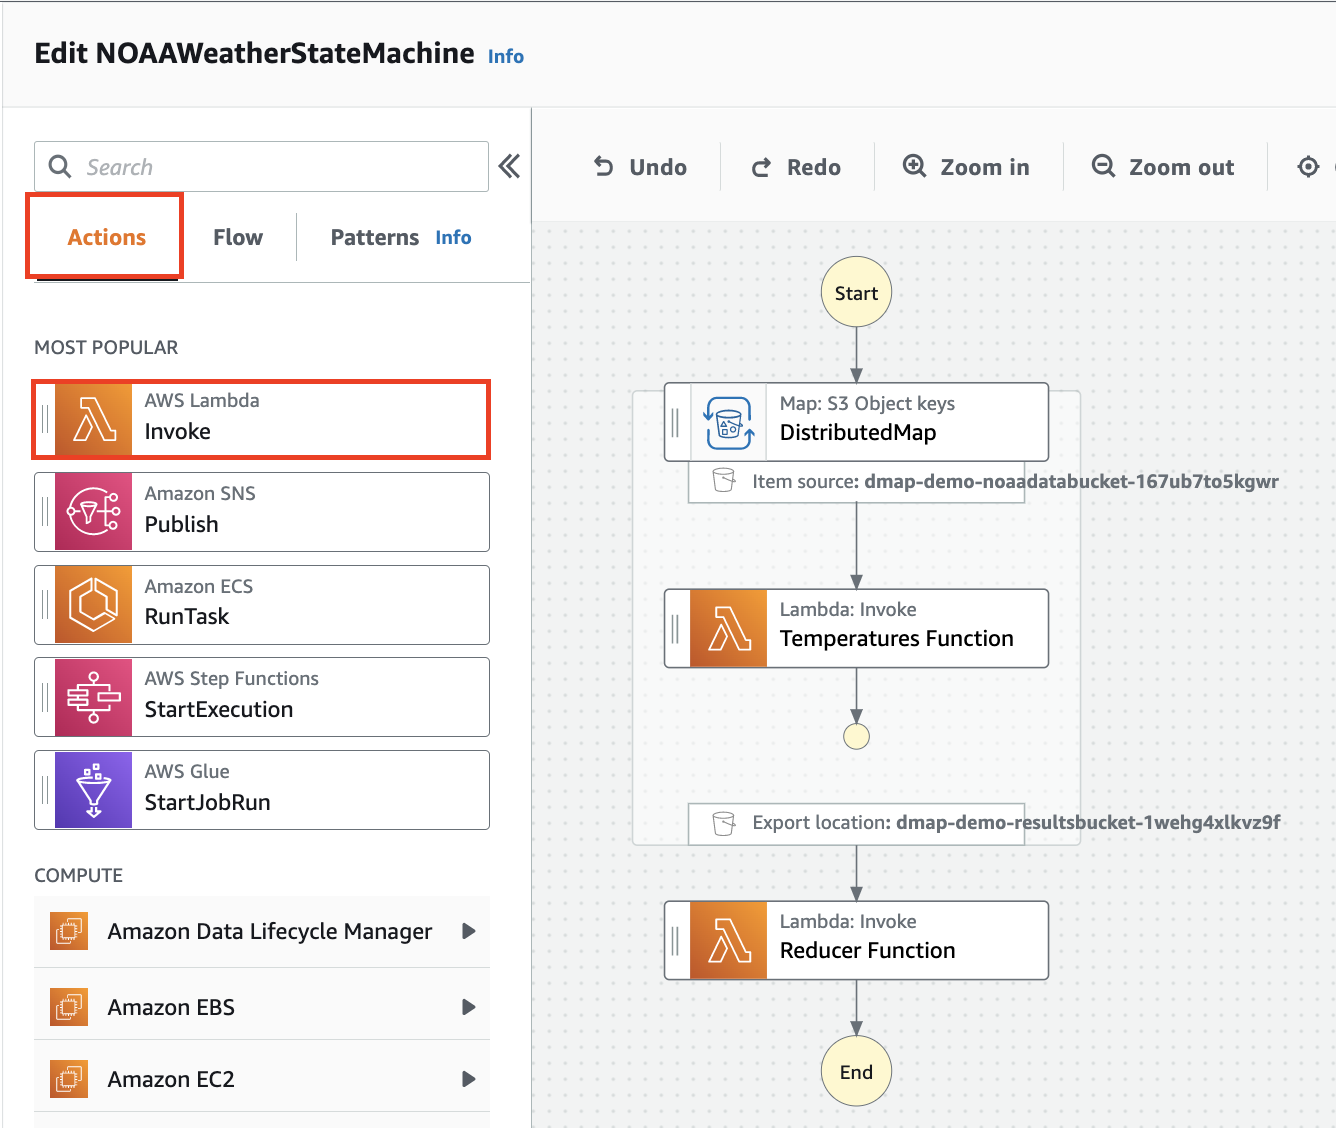 Edit NOAAWeatherStateMachine Info
Search
Undo
Redo
Zoom in
Zoom out
Actions
Flow
Patterns Info
MOST POPULAR
AWS Lambda
Invoke
Amazon SNS
Publish
Amazon ECS
RunTask
AWS Step Functions
StartExecution
AWS Glue
StartJobRun
COMPUTE
Amazon Data Lifecycle Manager
Amazon EBS
Amazon EC2
Start
Map: S3 Object keys
DistributedMap
Item source: dmap-demo-noaadatabucket-167ub7to5kgwr
Lambda: Invoke
Temperatures Function
Export location: dmap-demo-resultsbucket-1wehg4xlkvz9f
Lambda: Invoke
Reducer Function
End